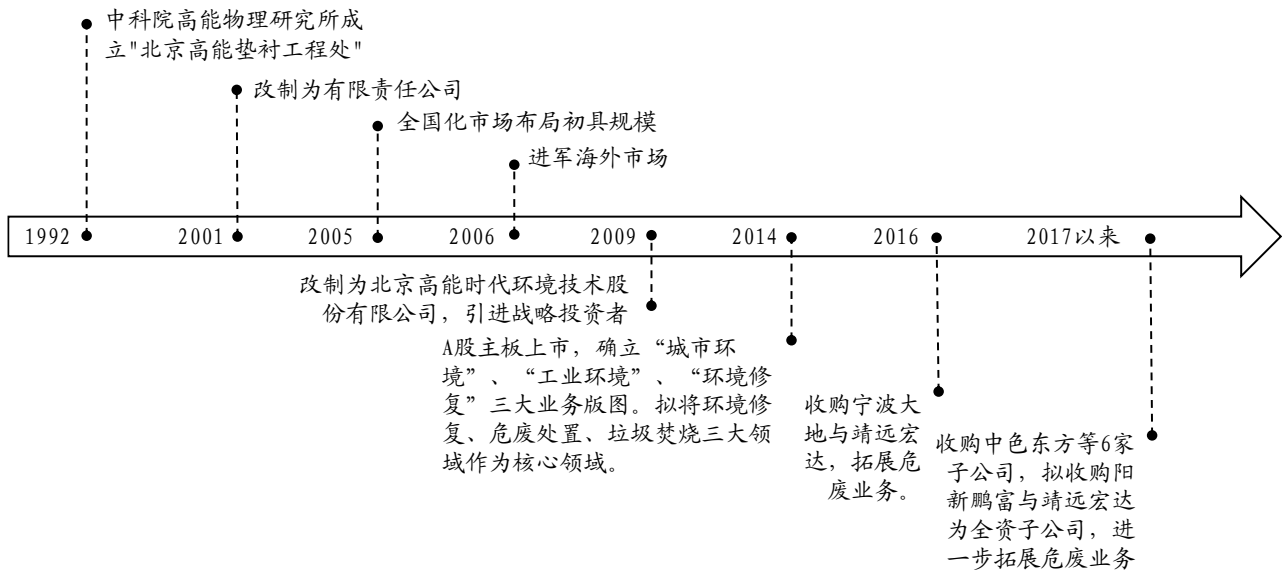 中科院高能物理研究所成
立"北京高能垫衬工程处"
改制为有限责任公司
全国化市场布局初具规模
进军海外市场
1992
2001
2005
2006
2009
2014
2016
2017以来
改制为北京高能时代环境技术股
份有限公司，引进战略投资者
A股主板上市，确立“城市环
境”、“工业环境”、“环境修
复”三大业务版图。拟将环境修
复、危废处置、垃圾焚烧三大领
域作为核心领域。
收购宁波大
地与靖远宏
达，拓展危
废业务。
收购中色东方等6家
子公司，拟收购阳
新鹏富与靖远宏达
为全资子公司，进
一步拓展危废业务